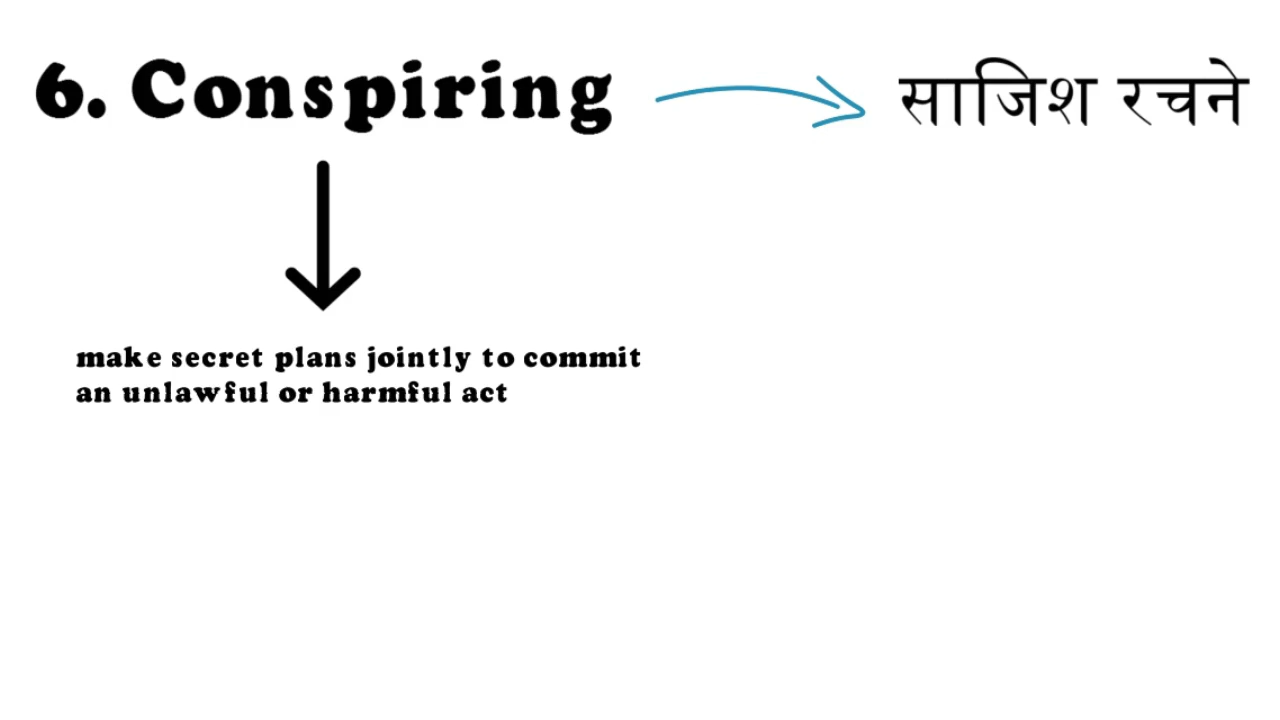 6. Conspiring
साजिश रचने
make secret plans jointly to commit
an unlawful or harmful act